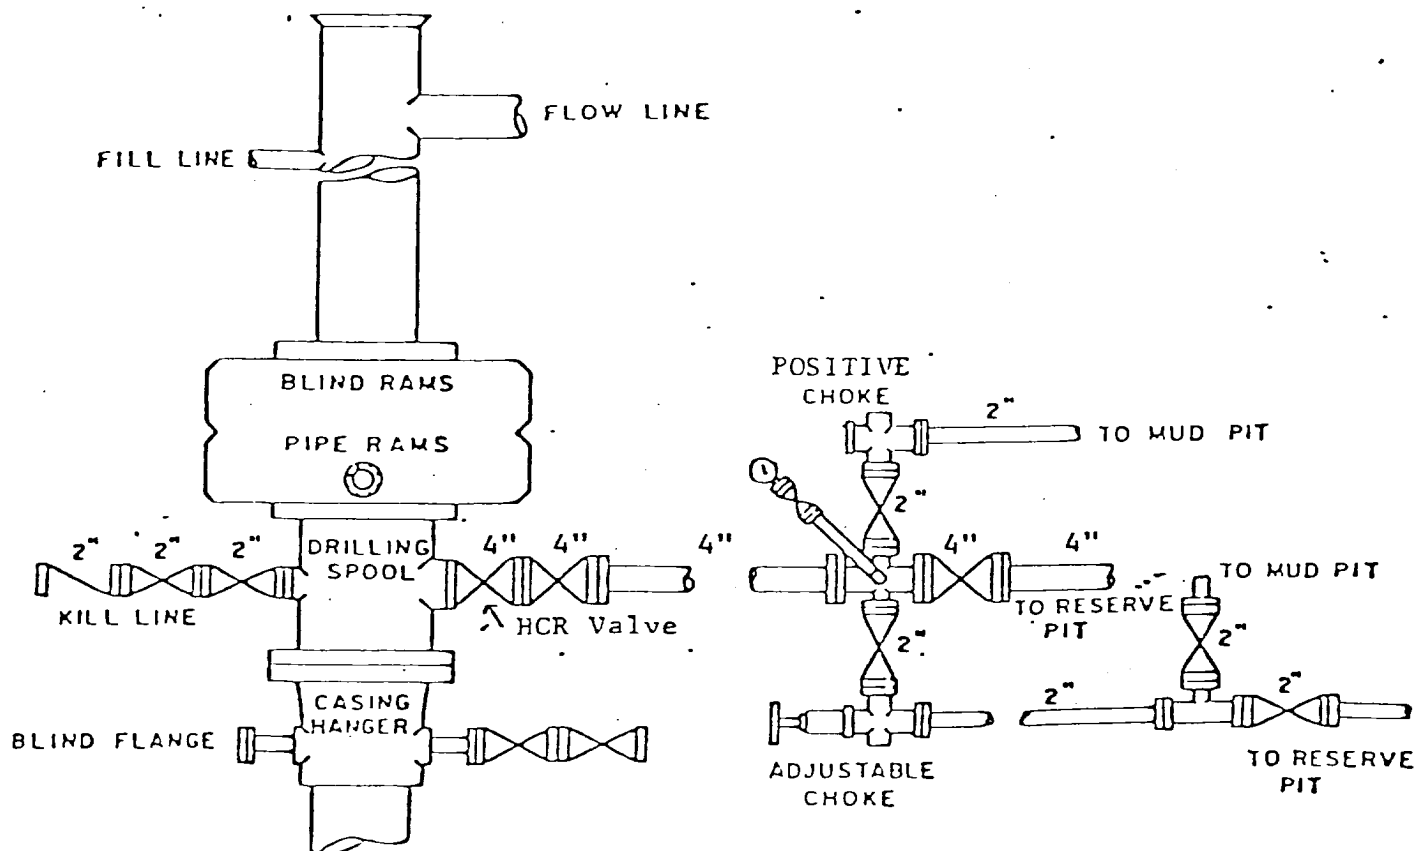 FLOW LINE
FILL LINE
BLIND RAMS
PIPE RAMS
POSITIVE
CHOKE
2"
TO MUD PIT
2"
2" 2" 2"
DRILLING
SPOOL
4" 4" 4"
4" 4"
KILL LINE
HCR Valve
TO RESERVE
PIT
TO MUD PIT
2"
2"
CASING
HANGER
2"
2"
BLIND FLANGE
ADJUSTABLE
CHOKE
TO RESERVE
PIT